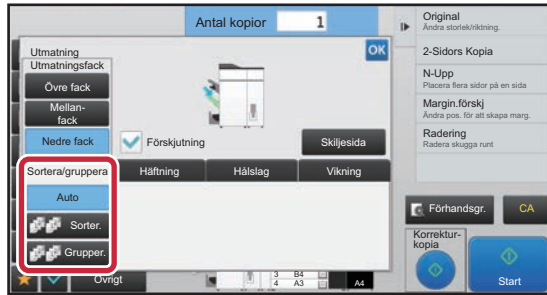 Antal kopior 1
Original
Ändra storlek/riktning.
2-Sidors Kopia
N-Upp
Placera flera sidor på en sida
Margin.förskj
Ändra pos. för att skapa marg.
Radering
Radera skugga runt
Utmatning
OK
Utmatningsfack
Övre fack
Mellan-
fack
Nedre fack
Förskjutning
Skiljesida
Sortera/gruppera
Häftning
Hålslag
Vikning
Auto
Sorter.
Grupper.
Förhandsgr.
CA
Korrektur-
kopia
Start
Övrigt
3 B4
4 A3
A4